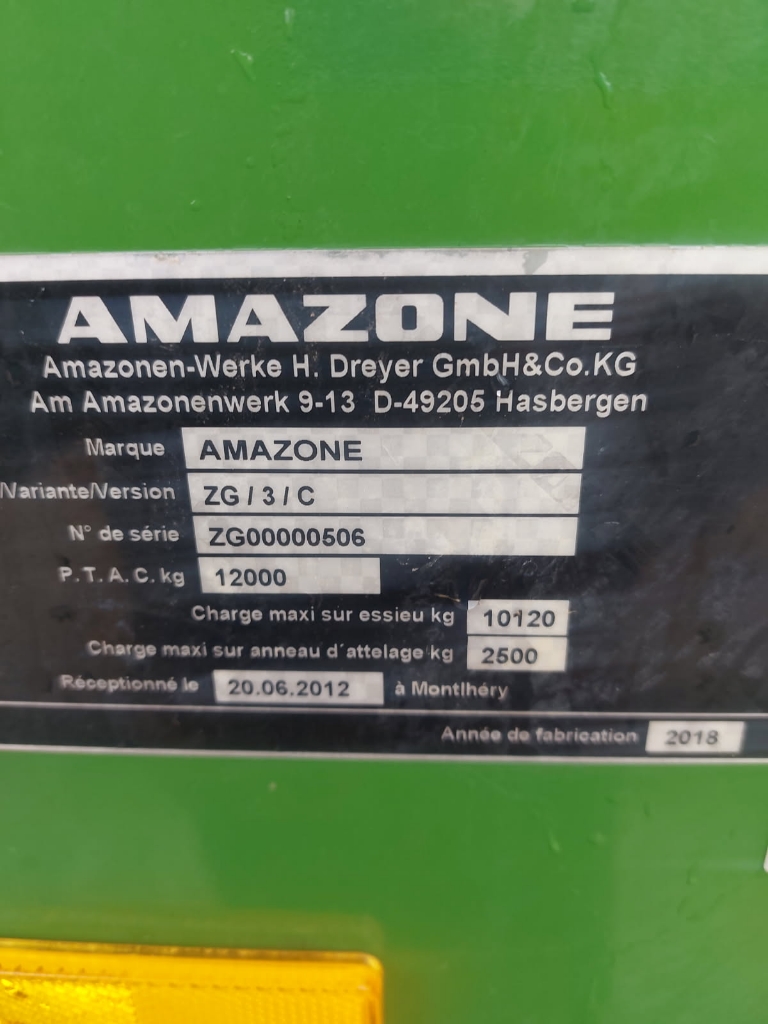 AMAZONE
Amazonen-Werke H. Dreyer GmbH&Co.KG
Am Amazonenwerk 9-13 D-49205 Hasbergen
Marque AMAZONE
/Variante/Version ZG / 3 / C
N° de série ZG00000506
P.T.A.C. kg 12000
Charge maxi sur essieu kg 10120
Charge maxi sur anneau d´attelage kg 2500
Réceptionné le 20.06.2012 à Montlhéry
Année de fabrication 2018